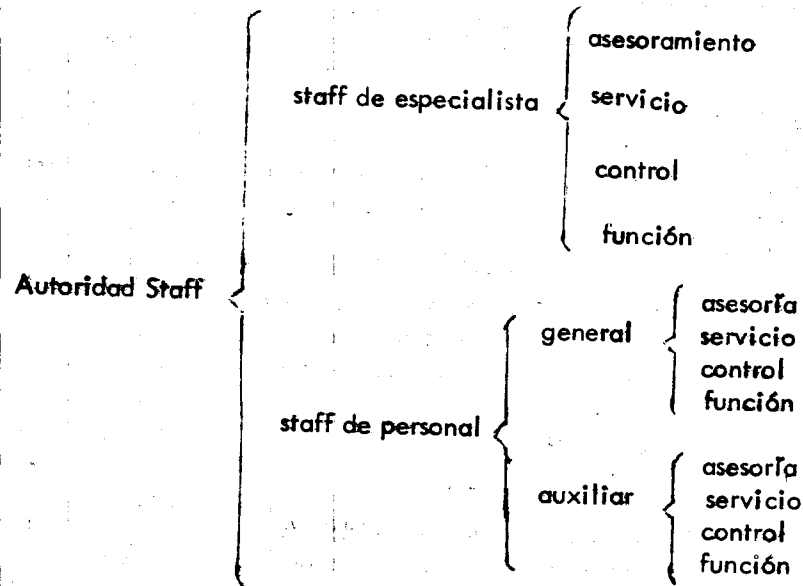 asesoramiento
staff de especialista
servicio
control
función
Autoridad Staff
asesoría
general
servicio
control
función
staff de personal
asesoría
auxiliar
servicio
control
función